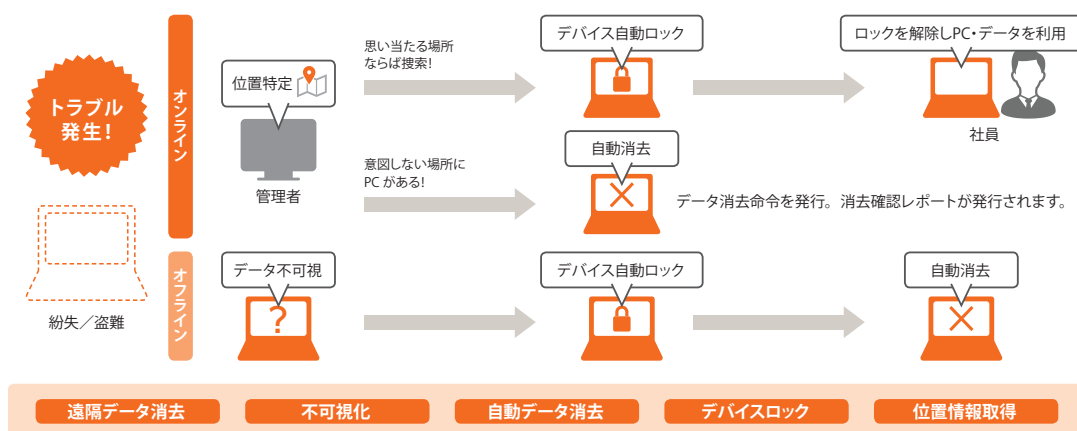 トラブル
発生!
紛失／盗難
オンライン
位置特定
管理者
思い当たる場所
ならば捜索!
デバイス自動ロック
ロックを解除しPC・データを利用
社員
意図しない場所に
PC がある!
自動消去
データ消去命令を発行。消去確認レポートが発行されます。
オフライン
データ不可視
?
デバイス自動ロック
自動消去
遠隔データ消去
不可視化
自動データ消去
デバイスロック
位置情報取得